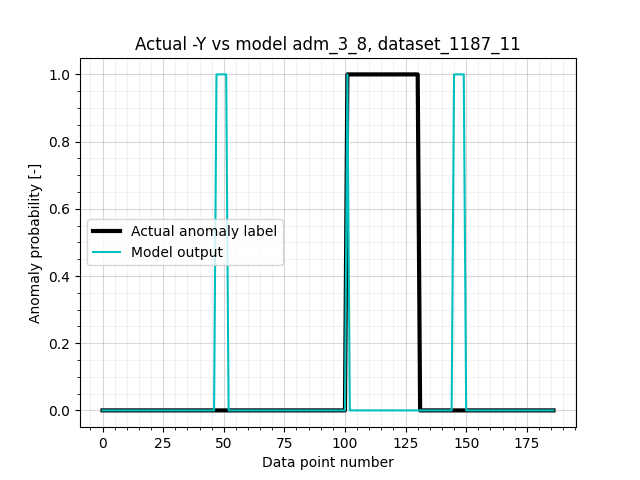 Actual -Y vs model adm_3_8, dataset_1187_11
Anomaly probability [-]
1.0
0.8
0.6
0.4
0.2
0.0
Actual anomaly label
Model output
0 25 50 75 100 125 150 175
Data point number